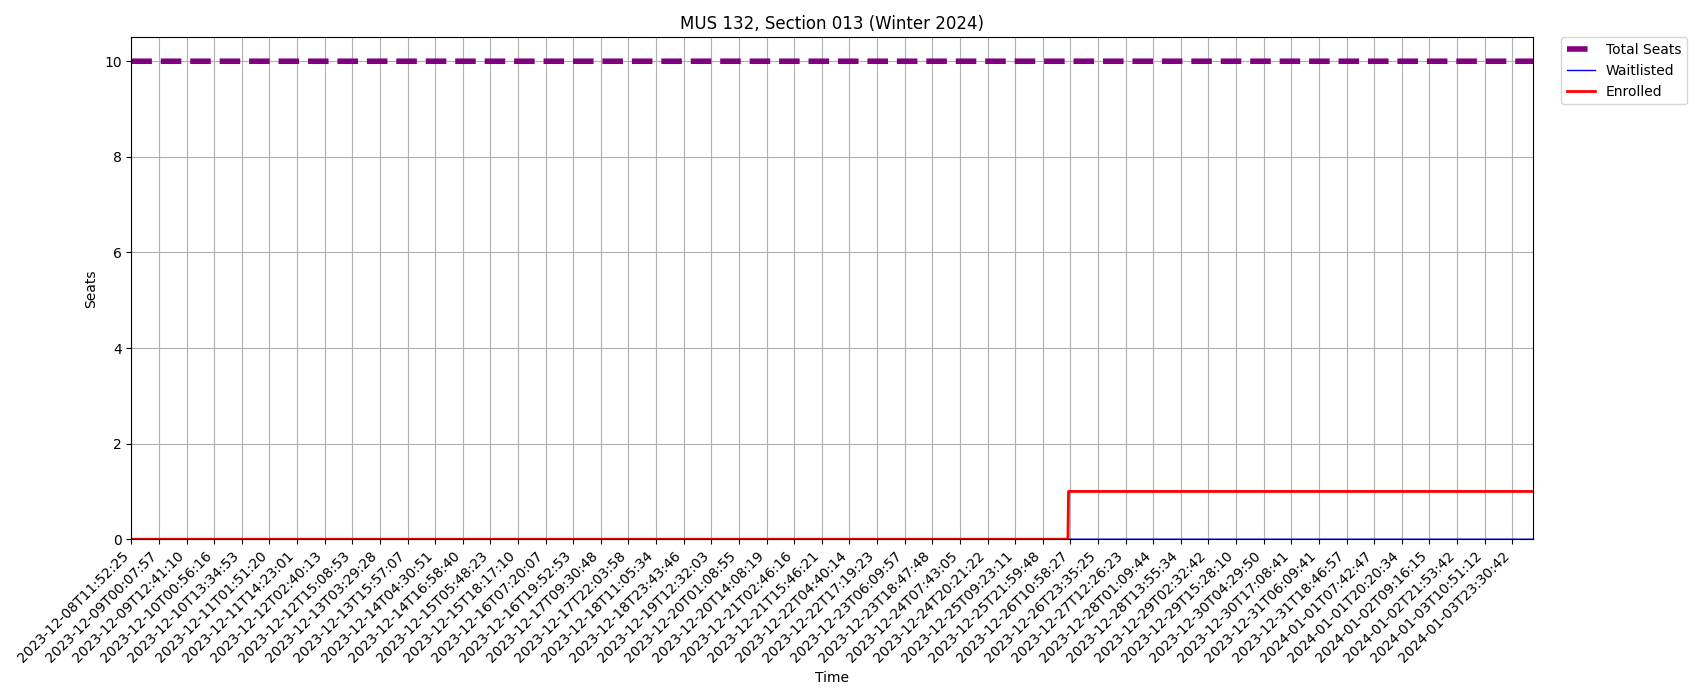 MUS 132, Section 013 (Winter 2024)
Total Seats
Waitlisted
Enrolled
10
8
6
4
2
0
Seats
2023-12-08T11:52:25
2023-12-09T00:07:57
2023-12-09T12:41:10
2023-12-10T00:56:16
2023-12-10T13:34:53
2023-12-11T01:51:20
2023-12-11T14:23:01
2023-12-12T02:40:13
2023-12-12T15:08:53
2023-12-13T03:29:28
2023-12-13T15:57:07
2023-12-14T04:30:51
2023-12-14T16:58:40
2023-12-15T05:48:23
2023-12-15T18:17:10
2023-12-16T07:20:07
2023-12-16T19:52:53
2023-12-17T09:30:48
2023-12-17T22:03:58
2023-12-18T11:05:34
2023-12-18T23:43:46
2023-12-19T12:32:03
2023-12-20T01:08:55
2023-12-20T14:08:19
2023-12-21T02:46:16
2023-12-21T15:46:21
2023-12-22T04:40:14
2023-12-22T17:19:23
2023-12-23T06:09:57
2023-12-23T18:47:48
2023-12-24T07:43:05
2023-12-24T20:21:22
2023-12-25T09:23:11
2023-12-25T21:59:48
2023-12-26T10:58:27
2023-12-26T23:35:25
2023-12-27T12:26:23
2023-12-28T01:09:44
2023-12-28T13:55:34
2023-12-29T02:32:42
2023-12-29T15:28:10
2023-12-30T04:29:50
2023-12-30T17:08:41
2023-12-31T06:09:41
2023-12-31T18:46:57
2024-01-01T07:42:47
2024-01-01T20:20:34
2024-01-02T09:16:15
2024-01-02T21:53:42
2024-01-03T10:51:12
2024-01-03T23:30:42
Time